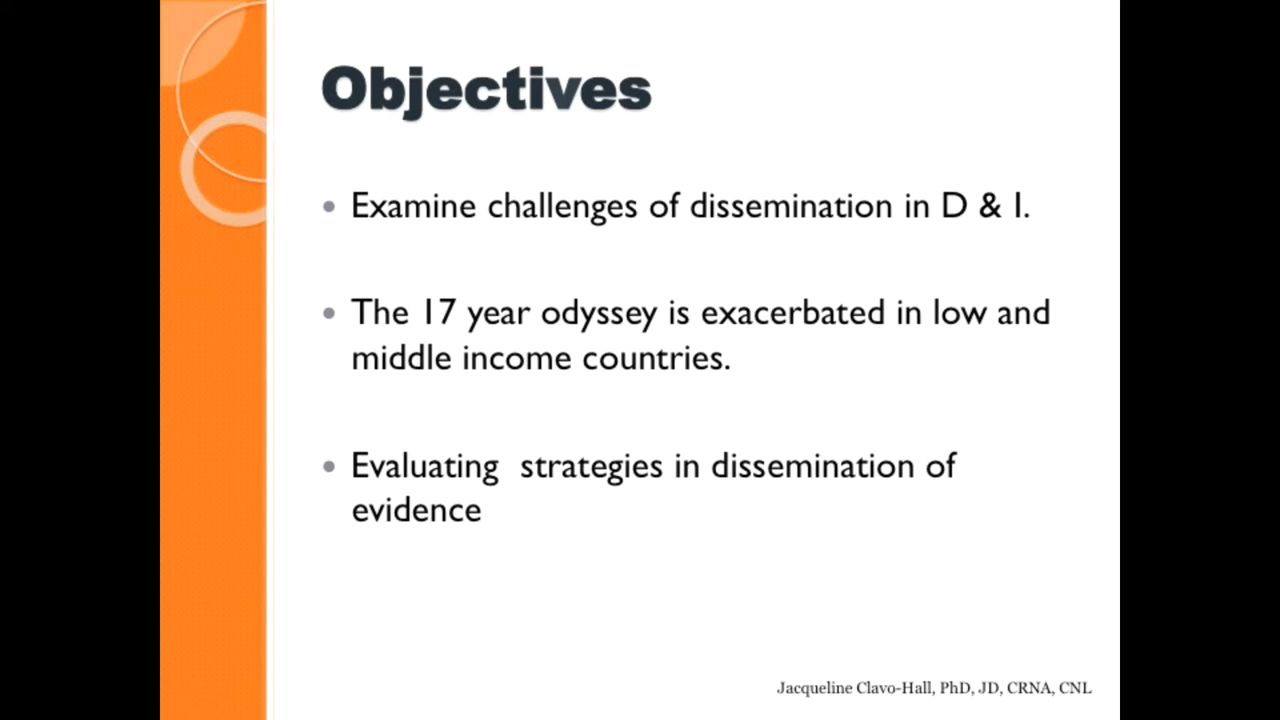 Objectives
• Examine challenges of dissemination in D & I.
• The 17 year odyssey is exacerbated in low and
middle income countries.
• Evaluating  strategies in dissemination of
evidence
Jacqueline Clavo-Hall, PhD, JD, CRNA, CNL